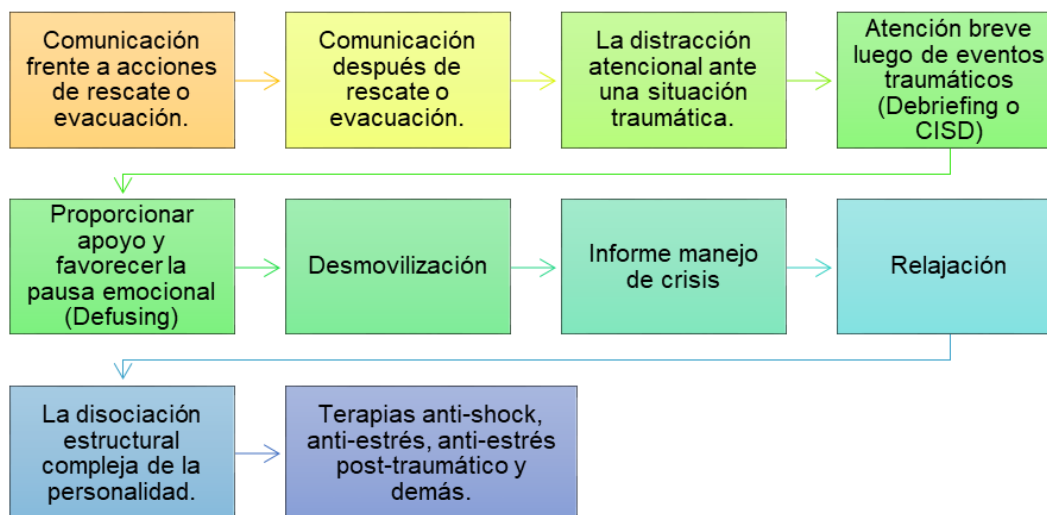 Comunicación
frente a acciones
de rescate o
evacuación.
Comunicación
después de
rescate o
evacuación.
La distracción
atencional ante
una situación
traumática.
Atención breve
luego de eventos
traumáticos
(Debriefing o
CISD)
Proporcionar
apoyo y
favorecer la
pausa emocional
(Defusing)
Desmovilización
Informe manejo
de crisis
Relajación
La disociación
estructural
compleja de la
personalidad.
Terapias anti-shock,
anti-estrés, anti-estrés
post-traumático y
demás.